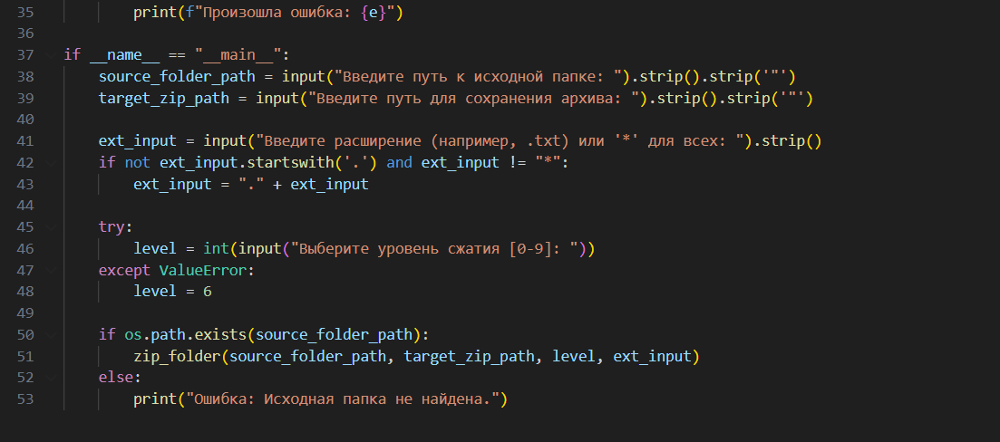 35            print(f"Произошла ошибка: {e}")
36
37    if __name__ == "__main__":
38        source_folder_path = input("Введите путь к исходной папке: ").strip().strip('"')
39        target_zip_path = input("Введите путь для сохранения архива: ").strip().strip('"')
40
41        ext_input = input("Введите расширение (например, .txt) или '*' для всех: ").strip()
42        if not ext_input.startswith('.') and ext_input != "*":
43            ext_input = "." + ext_input
44
45        try:
46            level = int(input("Выберите уровень сжатия [0-9]: "))
47        except ValueError:
48            level = 6
49
50        if os.path.exists(source_folder_path):
51            zip_folder(source_folder_path, target_zip_path, level, ext_input)
52        else:
53            print("Ошибка: Исходная папка не найдена.")